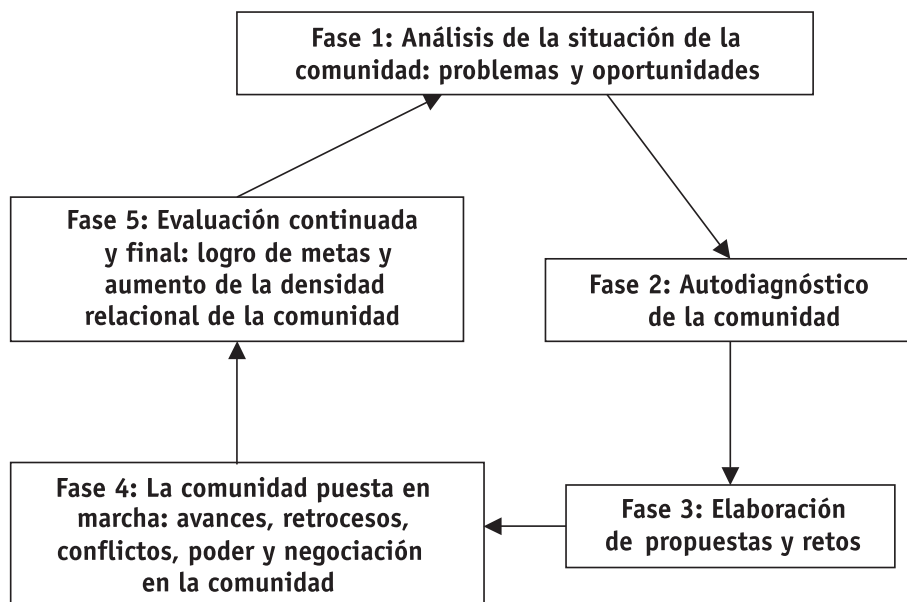 Fase 1: Análisis de la situación de la
comunidad: problemas y oportunidades
Fase 5: Evaluación continuada
y final: logro de metas y
aumento de la densidad
relacional de la comunidad
Fase 2: Autodiagnóstico
de la comunidad
Fase 4: La comunidad puesta en
marcha: avances, retrocesos,
conflictos, poder y negociación
en la comunidad
Fase 3: Elaboración
de propuestas y retos